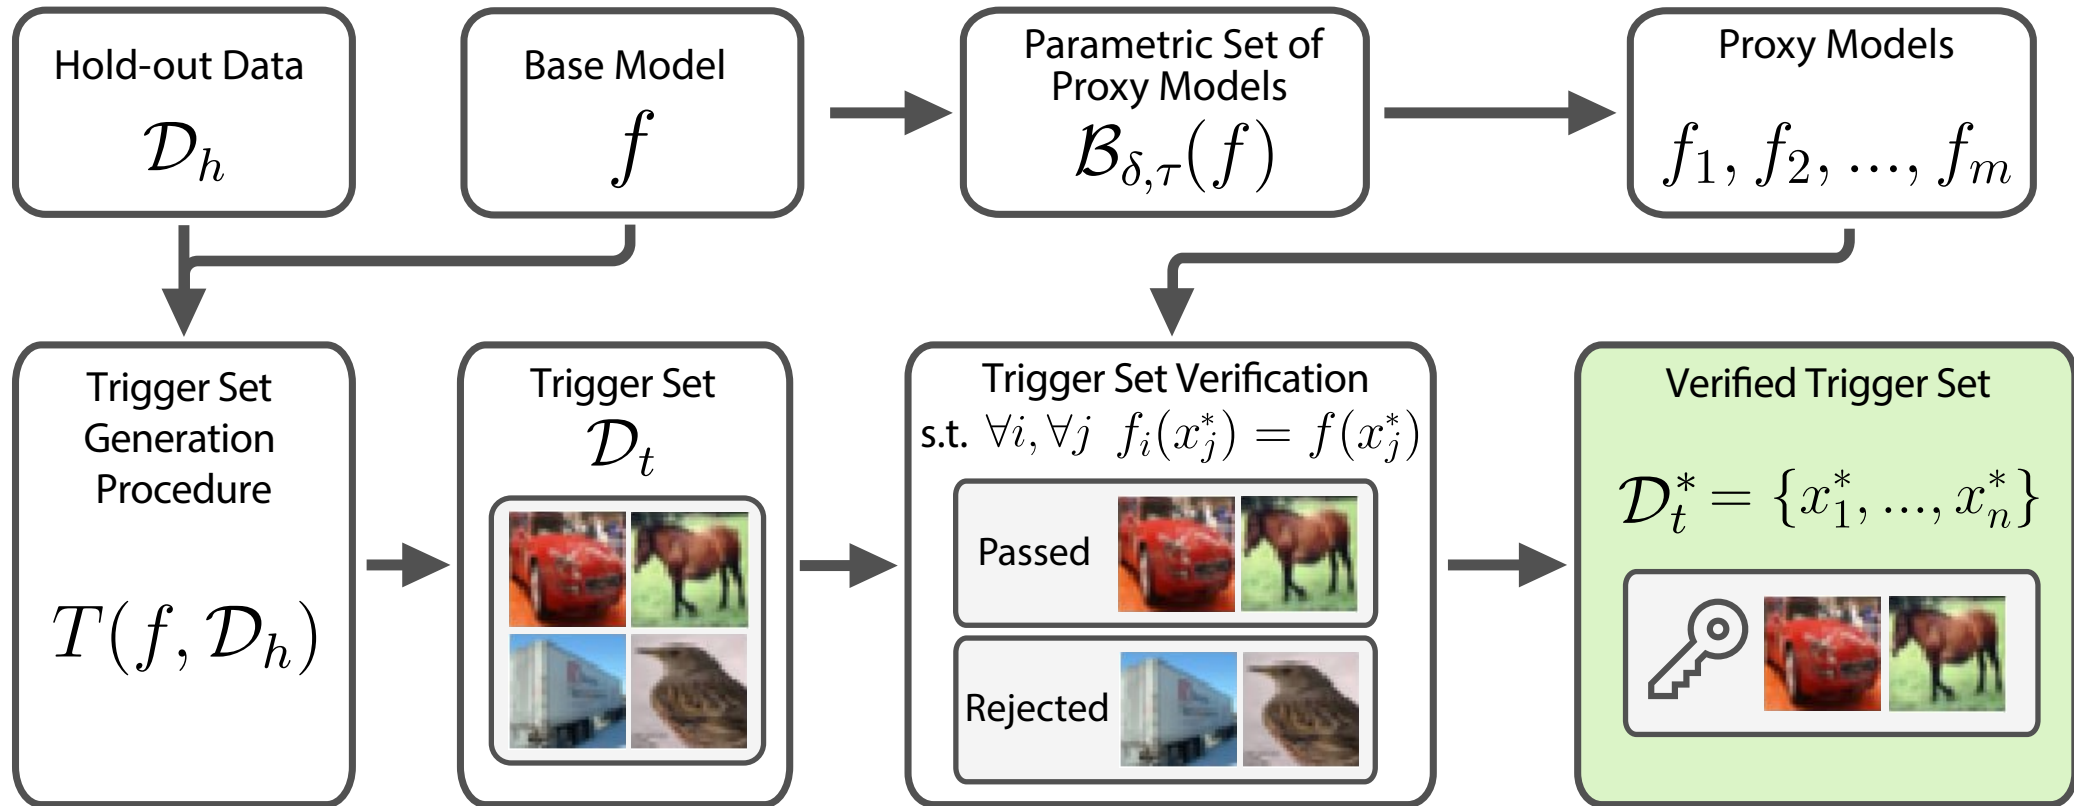 Hold-out Data
𝒟_h
Base Model
f
Parametric Set of
Proxy Models
ℬ_{δ,τ}(f)
Proxy Models
f_1, f_2, ..., f_m
Trigger Set
Generation
Procedure
T(f, 𝒟_h)
Trigger Set
𝒟_t
Trigger Set Verification
s.t. ∀i, ∀j f_i(x_j^*) = f(x_j^*)
Passed
Rejected
Verified Trigger Set
𝒟_t^* = {x_1^*, ..., x_n^*}